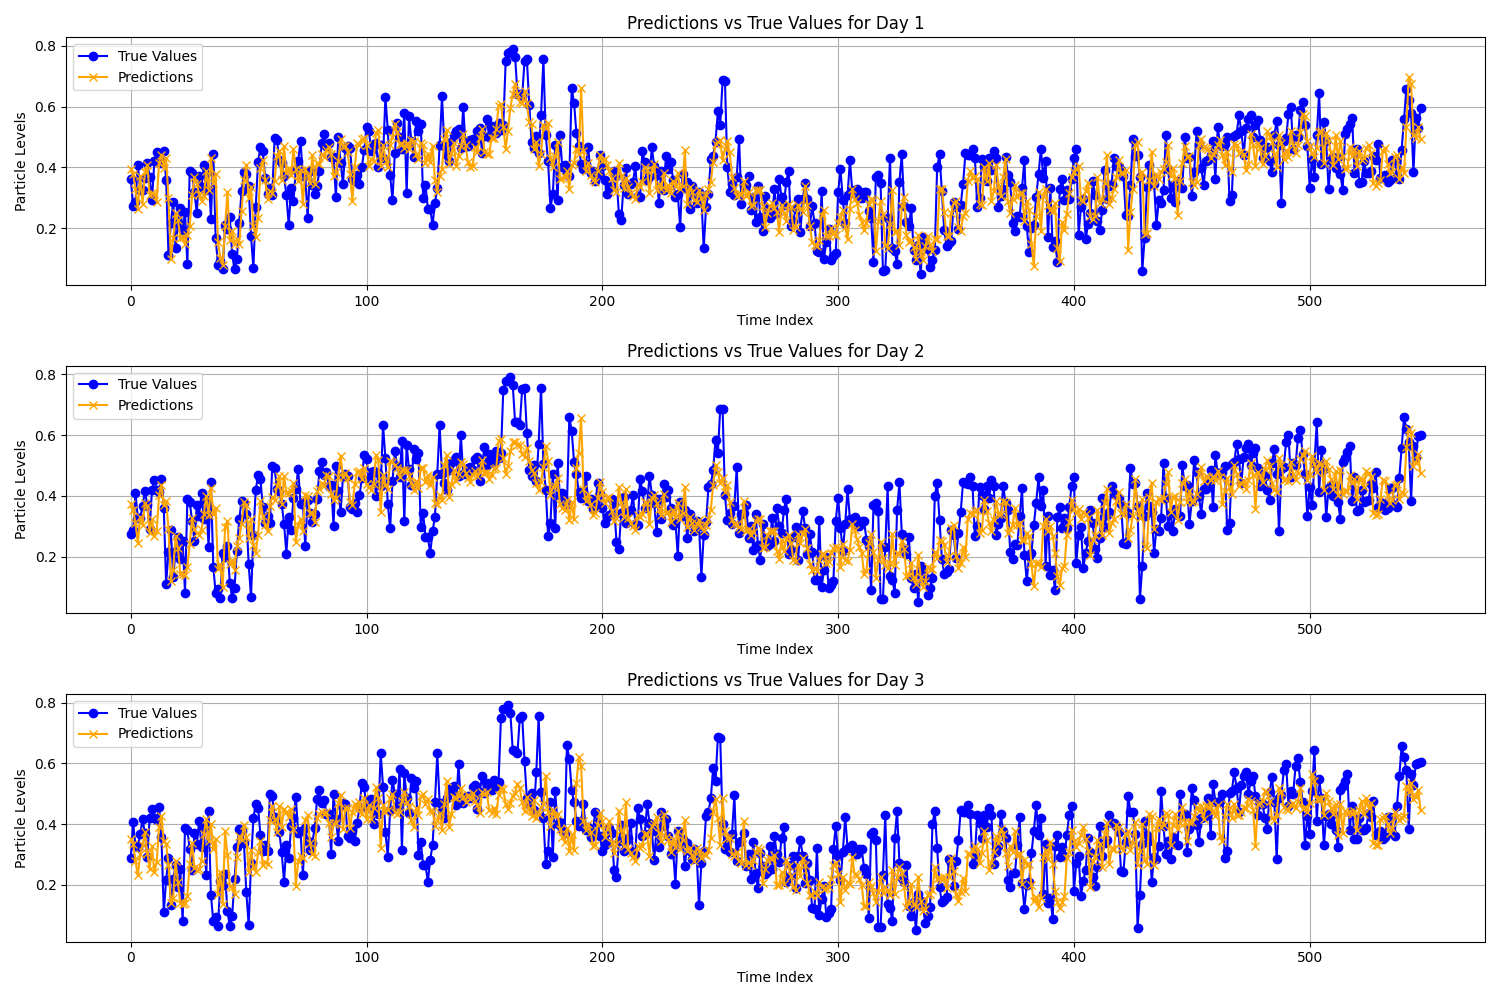 Predictions vs True Values for Day 1
True Values
Predictions
Particle Levels
0.8
0.6
0.4
0.2
0 100 200 300 400 500
Time Index
Predictions vs True Values for Day 2
True Values
Predictions
Particle Levels
0.8
0.6
0.4
0.2
0 100 200 300 400 500
Time Index
Predictions vs True Values for Day 3
True Values
Predictions
Particle Levels
0.8
0.6
0.4
0.2
0 100 200 300 400 500
Time Index